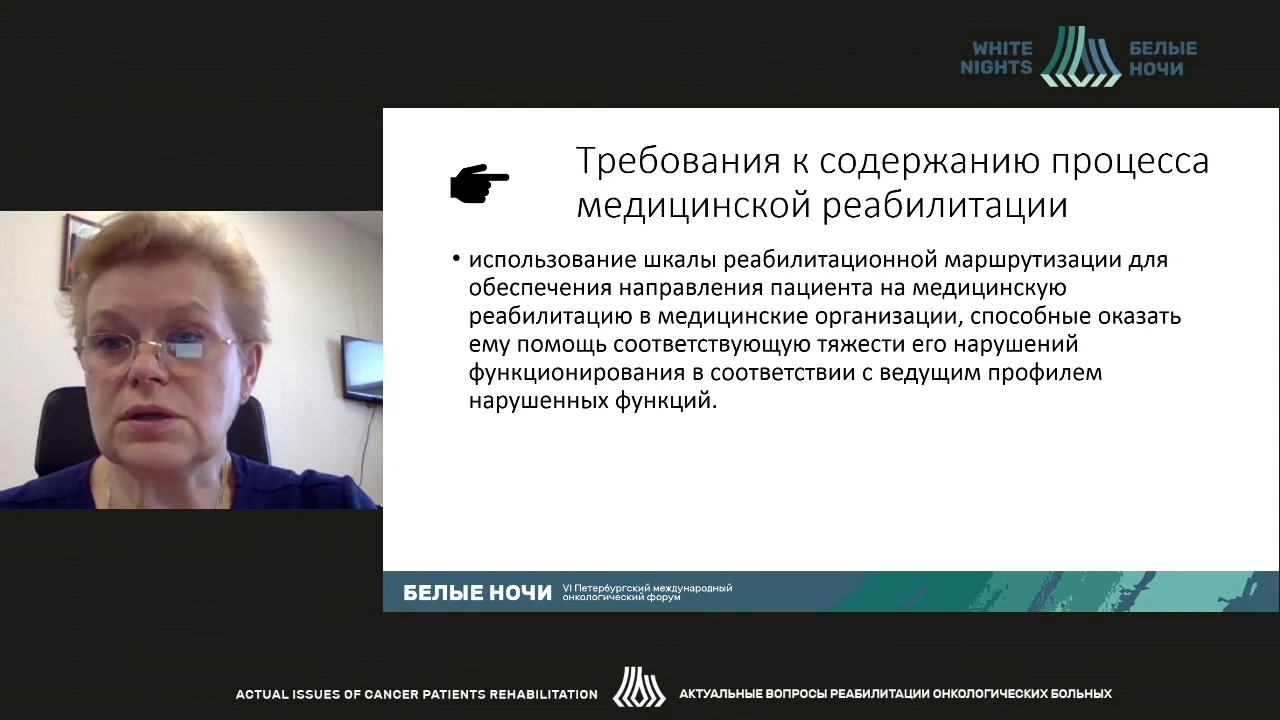 WHITE
NIGHTS
БЕЛЫЕ
НОЧИ
Требования к содержанию процесса
медицинской реабилитации
• использование шкалы реабилитационной маршрутизации для
обеспечения направления пациента на медицинскую
реабилитацию в медицинские организации, способные оказать
ему помощь соответствующую тяжести его нарушений
функционирования в соответствии с ведущим профилем
нарушенных функций.
БЕЛЫЕ НОЧИ
VI Петербургский международный
онкологический форум
ACTUAL ISSUES OF CANCER PATIENTS REHABILITATION
АКТУАЛЬНЫЕ ВОПРОСЫ РЕАБИЛИТАЦИИ ОНКОЛОГИЧЕСКИХ БОЛЬНЫХ